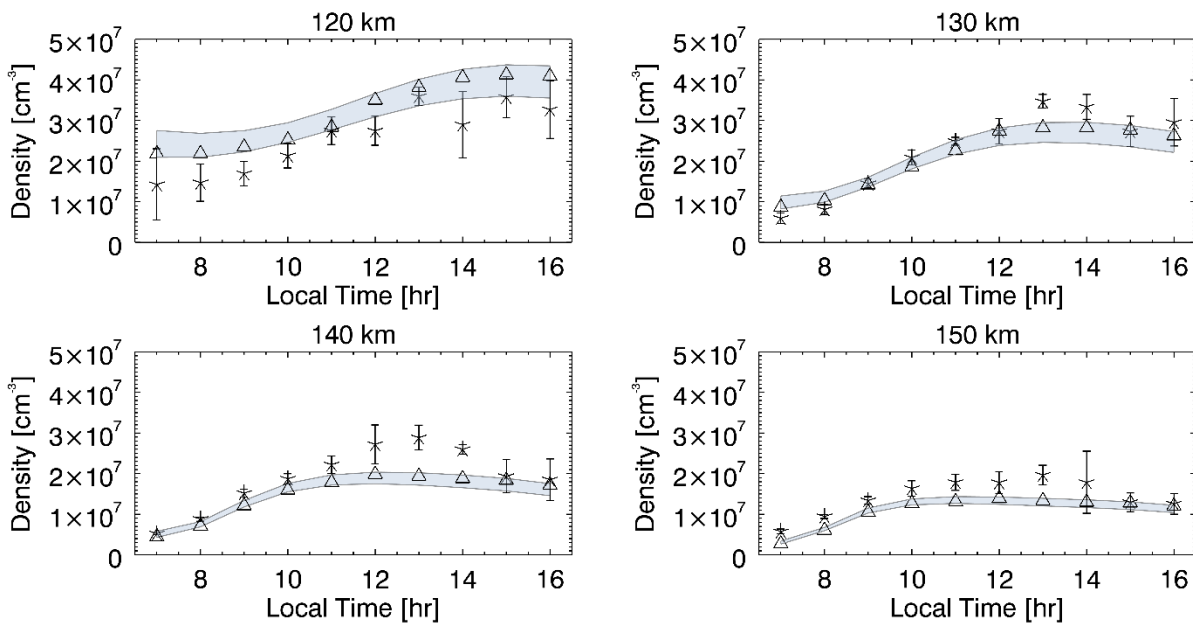 120 km
5×10⁷
4×10⁷
3×10⁷
2×10⁷
1×10⁷
0
Density [cm⁻³]
8 10 12 14 16
Local Time [hr]
130 km
5×10⁷
4×10⁷
3×10⁷
2×10⁷
1×10⁷
0
Density [cm⁻³]
8 10 12 14 16
Local Time [hr]
140 km
5×10⁷
4×10⁷
3×10⁷
2×10⁷
1×10⁷
0
Density [cm⁻³]
8 10 12 14 16
Local Time [hr]
150 km
5×10⁷
4×10⁷
3×10⁷
2×10⁷
1×10⁷
0
Density [cm⁻³]
8 10 12 14 16
Local Time [hr]